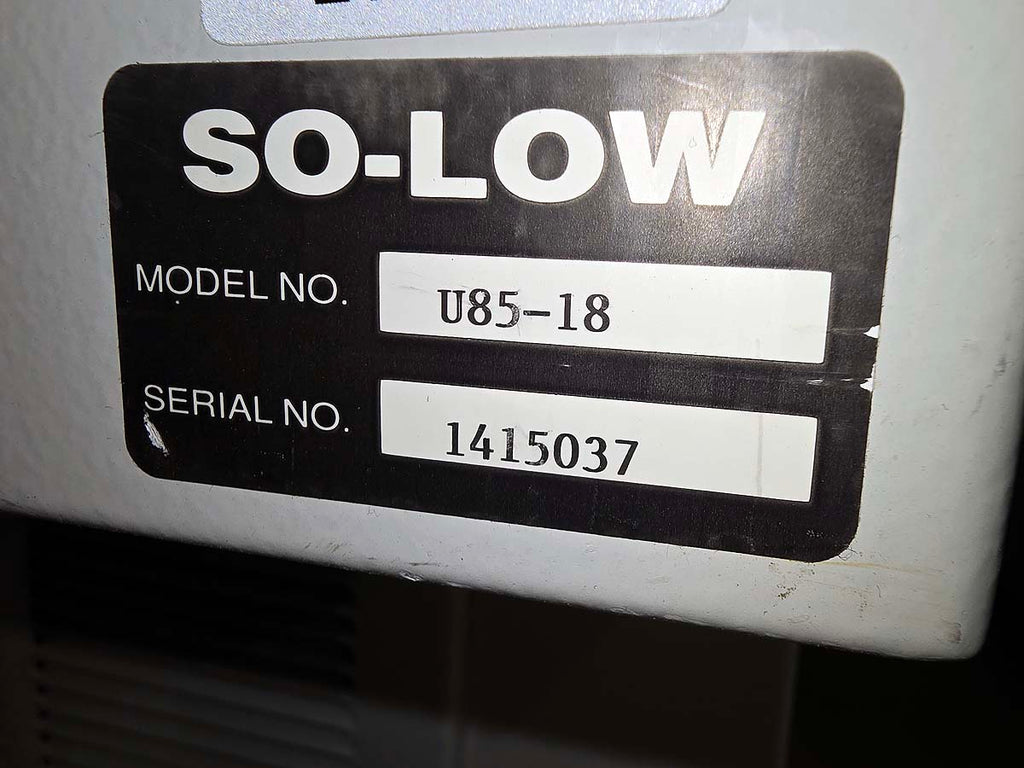 SO-LOW
MODEL NO. U85-18
SERIAL NO. 1415037